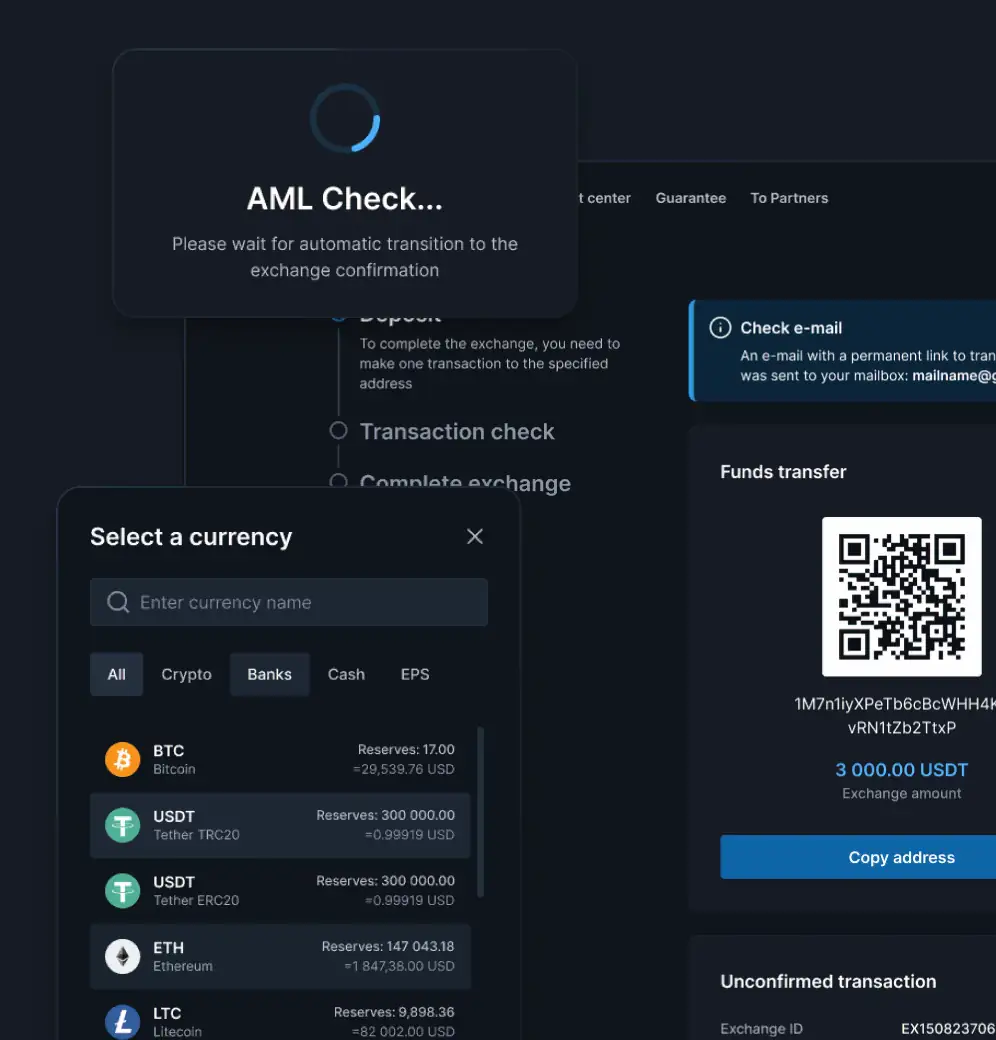 AML Check...
Please wait for automatic transition to the
exchange confirmation
t center
Guarantee
To Partners
Deposit
To complete the exchange, you need to
make one transaction to the specified
address
Transaction check
Complete exchange
Check e-mail
An e-mail with a permanent link to tran
was sent to your mailbox: mailname@g
Funds transfer
1M7n1iyXPeTb6cBcWHH4K
vRN1tZb2TtxP
3 000.00 USDT
Exchange amount
Copy address
Unconfirmed transaction
Exchange ID
EX150823706
Select a currency
Enter currency name
All
Crypto
Banks
Cash
EPS
BTC
Reserves: 17.00
Bitcoin
=29,539.76 USD
USDT
Reserves: 300 000.00
Tether TRC20
=0.99919 USD
USDT
Reserves: 300 000.00
Tether ERC20
=0.99919 USD
ETH
Reserves: 147 043.18
Ethereum
=1 847,38.00 USD
LTC
Reserves: 9,898.36
Litecoin
=82 002.00 USD